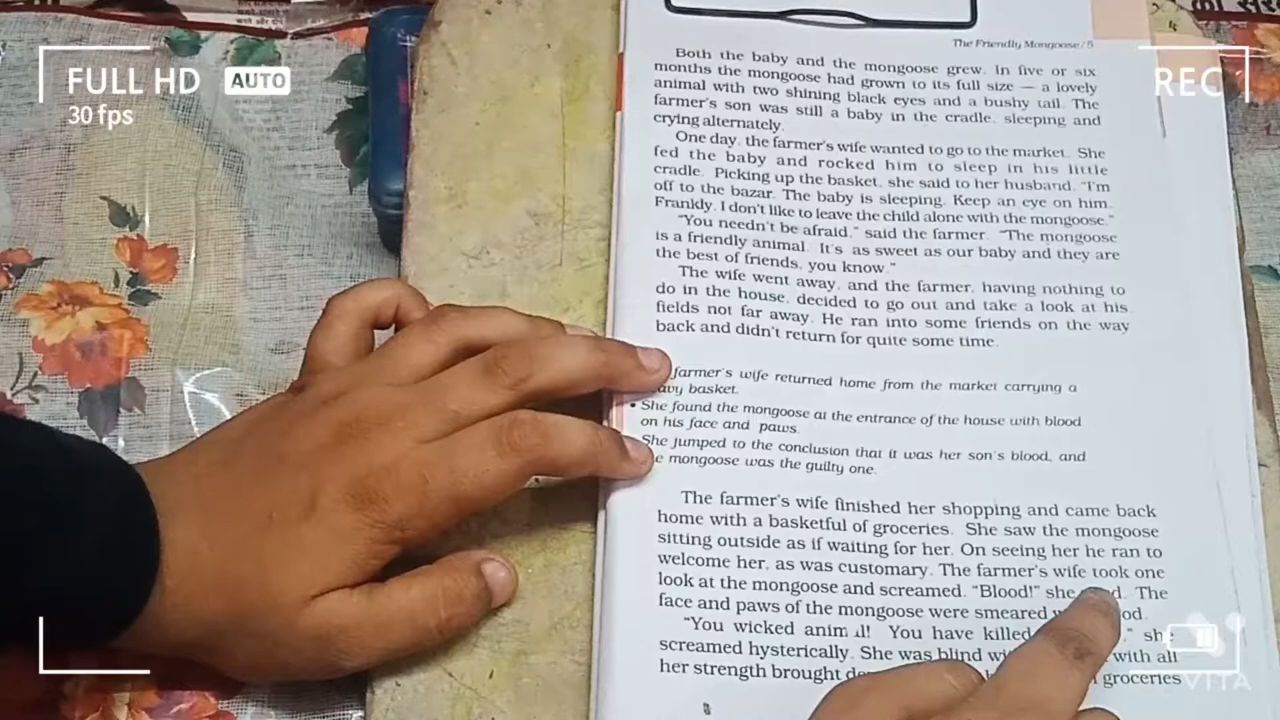 FULL HD AUTO
30 fps
REC
The Friendly Mongoose/5
Both the baby and the mongoose grew. In five or six
months the mongoose had grown to its full size — a lovely
animal with two shining black eyes and a bushy tail. The
farmer's son was still a baby in the cradle, sleeping and
crying alternately.
One day, the farmer's wife wanted to go to the market. She
fed the baby and rocked him to sleep in his little
cradle. Picking up the basket, she said to her husband, "I'm
off to the bazar. The baby is sleeping. Keep an eye on him.
Frankly, I don't like to leave the child alone with the mongoose."
"You needn't be afraid," said the farmer. "The mongoose
is a friendly animal. It's as sweet as our baby and they are
the best of friends, you know."
The wife went away, and the farmer, having nothing to
do in the house, decided to go out and take a look at his
fields not far away. He ran into some friends on the way
back and didn't return for quite some time.
farmer's wife returned home from the market carrying a
basket.
• She found the mongoose at the entrance of the house with blood
on his face and paws.
She jumped to the conclusion that it was her son's blood, and
mongoose was the guilty one.
The farmer's wife finished her shopping and came back
home with a basketful of groceries. She saw the mongoose
sitting outside as if waiting for her. On seeing her he ran to
welcome her, as was customary. The farmer's wife took one
look at the mongoose and screamed. "Blood!" she The
face and paws of the mongoose were smeared
"You wicked animal! You have killed " she
screamed hysterically. She was blind with all
her strength brought groceries
VITA